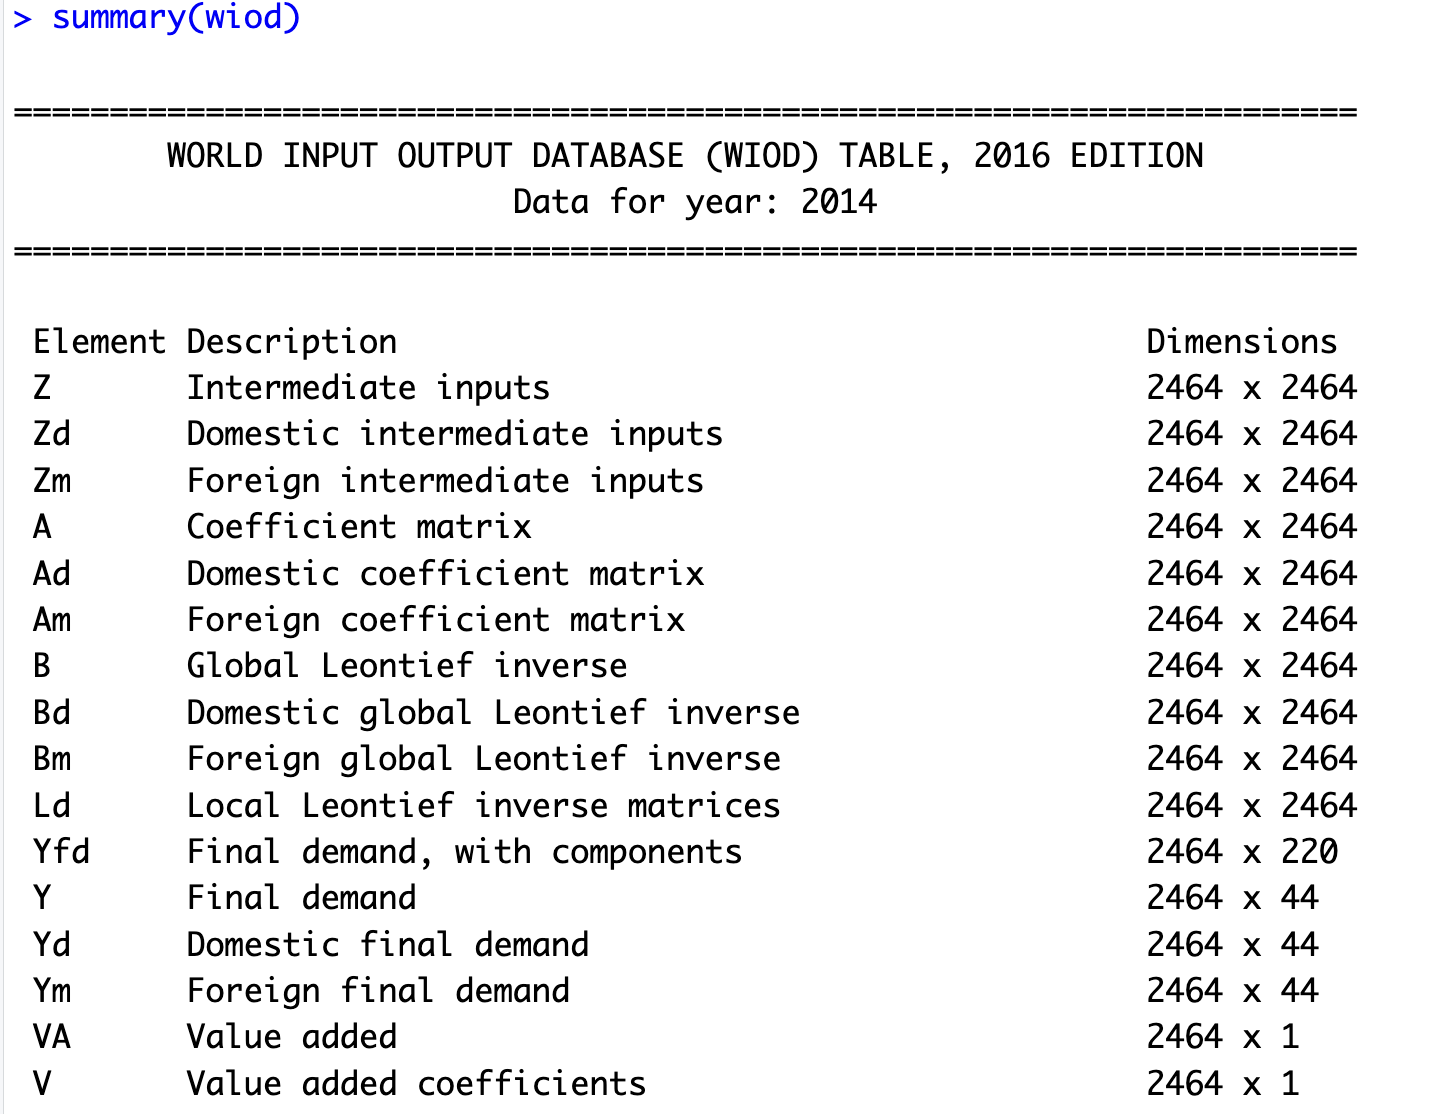 > summary(wiod)
======================================================================
WORLD INPUT OUTPUT DATABASE (WIOD) TABLE, 2016 EDITION
Data for year: 2014
======================================================================
Element Description Dimensions
Z Intermediate inputs 2464 x 2464
Zd Domestic intermediate inputs 2464 x 2464
Zm Foreign intermediate inputs 2464 x 2464
A Coefficient matrix 2464 x 2464
Ad Domestic coefficient matrix 2464 x 2464
Am Foreign coefficient matrix 2464 x 2464
B Global Leontief inverse 2464 x 2464
Bd Domestic global Leontief inverse 2464 x 2464
Bm Foreign global Leontief inverse 2464 x 2464
Ld Local Leontief inverse matrices 2464 x 2464
Yfd Final demand, with components 2464 x 220
Y Final demand 2464 x 44
Yd Domestic final demand 2464 x 44
Ym Foreign final demand 2464 x 44
VA Value added 2464 x 1
V Value added coefficients 2464 x 1